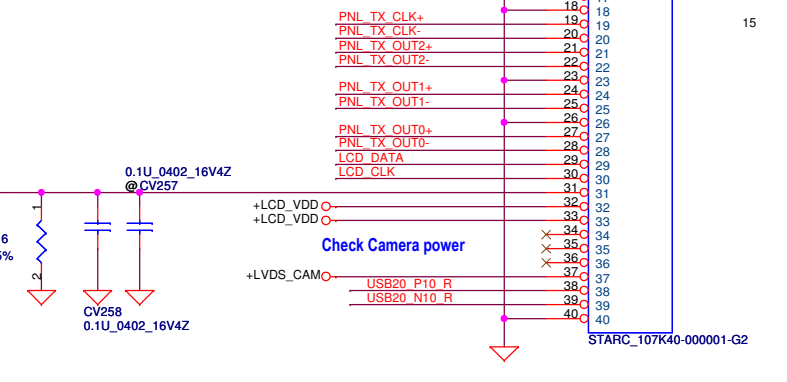 17
18 18
15
PNL_TX_CLK+ 19 19
PNL_TX_CLK- 20 20
PNL_TX_OUT2+ 21 21
PNL_TX_OUT2- 22 22
23 23
PNL_TX_OUT1+ 24 24
PNL_TX_OUT1- 25 25
26 26
PNL_TX_OUT0+ 27 27
PNL_TX_OUT0- 28 28
LCD_DATA 29 29
LCD_CLK 30 30
0.1U_0402_16V4Z
@ CV257
31 31
1
+LCD_VDD 32 32
+LCD_VDD 33 33
34 34
6
5%
Check Camera power
35 35
36 36
2
+LVDS_CAM 37 37
USB20_P10_R 38 38
USB20_N10_R 39 39
CV258
0.1U_0402_16V4Z
40 40
STARC_107K40-000001-G2